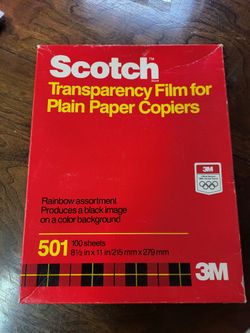 Scotch™
Transparency Film for
Plain Paper Copiers
3M
Rainbow assortment
Produces a black image
on a color background
501
100 sheets
8½ in x 11 in/215 mm x 279 mm
3M